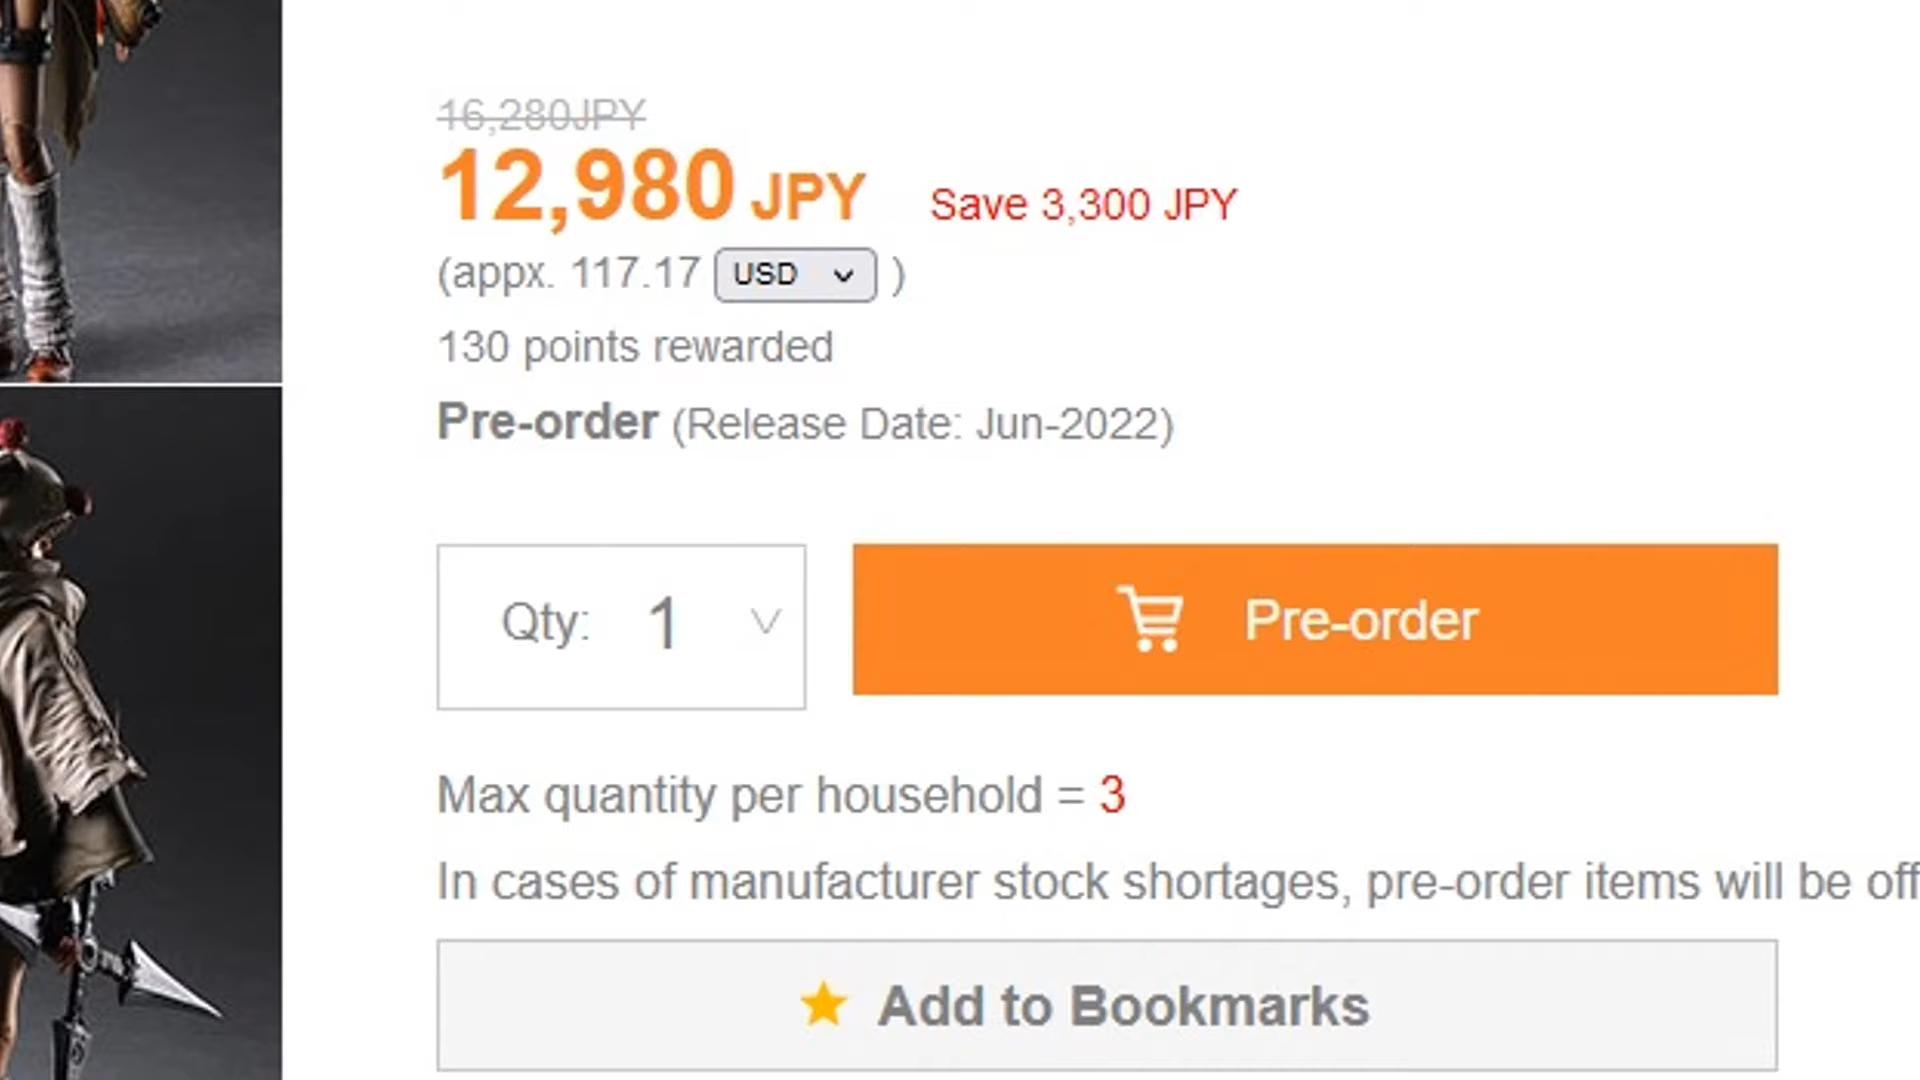 16,280JPY
12,980 JPY Save 3,300 JPY
(appx. 117.17 USD )
130 points rewarded
Pre-order (Release Date: Jun-2022)
Qty: 1 Pre-order
Max quantity per household = 3
In cases of manufacturer stock shortages, pre-order items will be off
Add to Bookmarks